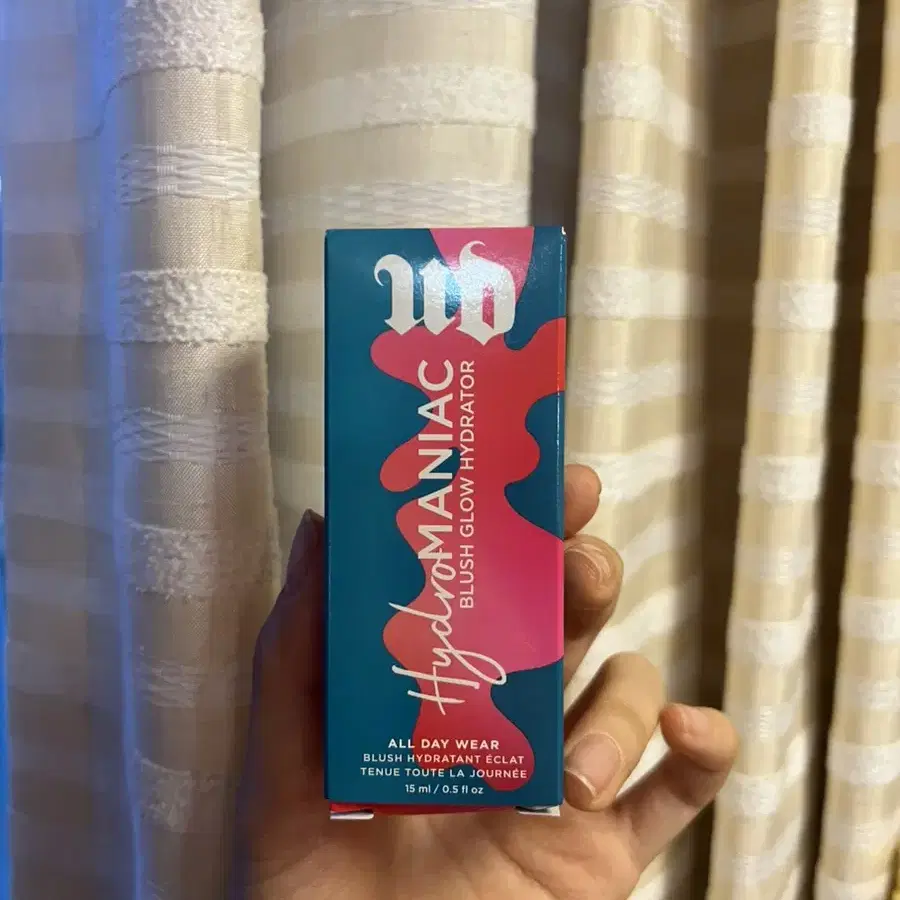 UD
HydroMANIAC
BLUSH GLOW HYDRATOR
ALL DAY WEAR
BLUSH HYDRATANT ÉCLAT
TENUE TOUTE LA JOURNÉE
15 ml / 0.5 fl oz